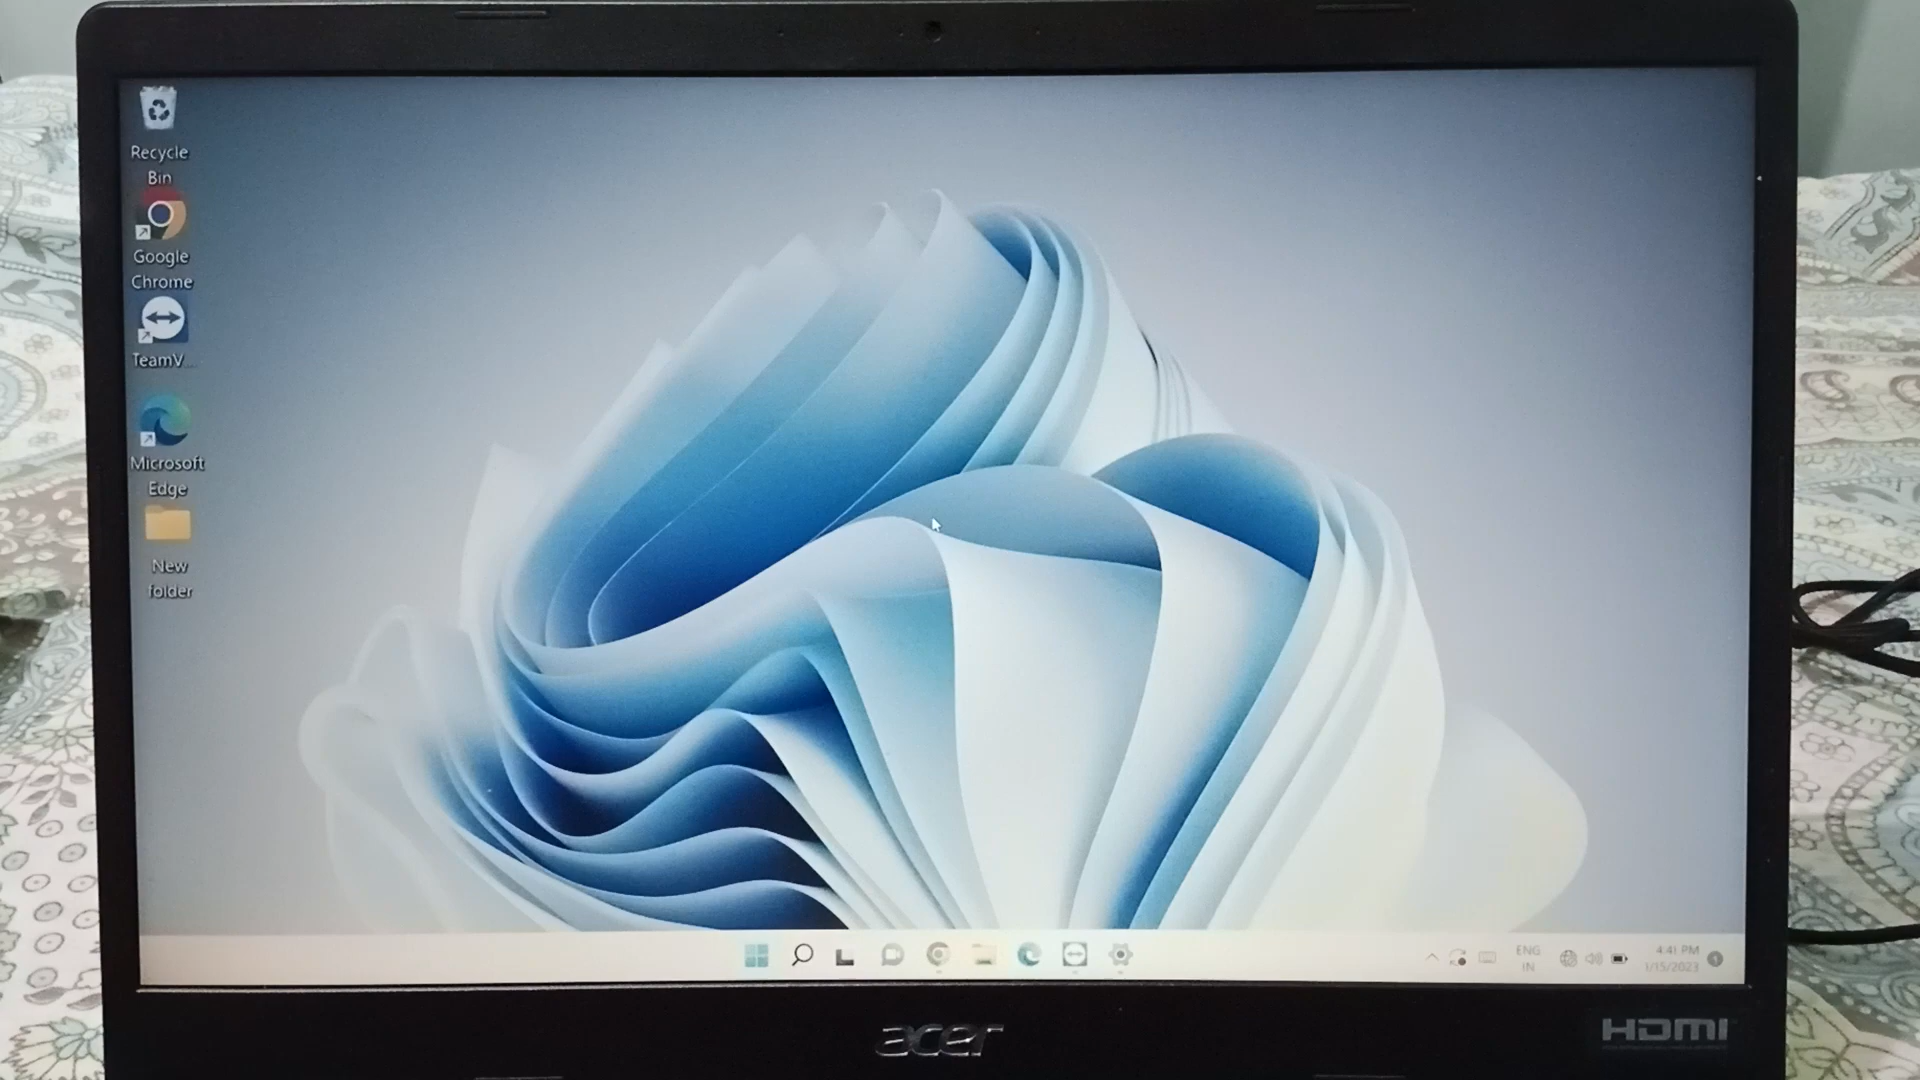 Recycle
Bin
Google
Chrome
TeamV...
Microsoft
Edge
New
folder
ENG
IN
4:41 PM
1/15/2023
1
acer
HDMI